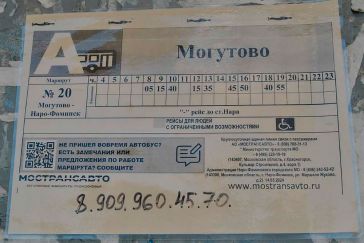 А
Могутово
Маршрут ч. 4 5 6 7 8 9 10 11 12 13 14 15 16 17 18 19 20 21 22 23
№ 20 05 15 40 15 35 45 50 40 55
Могутово -
Наро-Фоминск
"-" рейс до ст.Нара
РЕЙСЫ ДЛЯ ЛЮДЕЙ
С ОГРАНИЧЕННЫМИ ВОЗМОЖНОСТЯМИ
НЕ ПРИШЕЛ ВОВРЕМЯ АВТОБУС?
ЕСТЬ ЗАМЕЧАНИЯ ИЛИ
ПРЕДЛОЖЕНИЯ ПО РАБОТЕ
МАРШРУТА? СООБЩИТЕ
МОСТРАНСАВТО
www.mostransavto.ru
8.909.960.45.70.